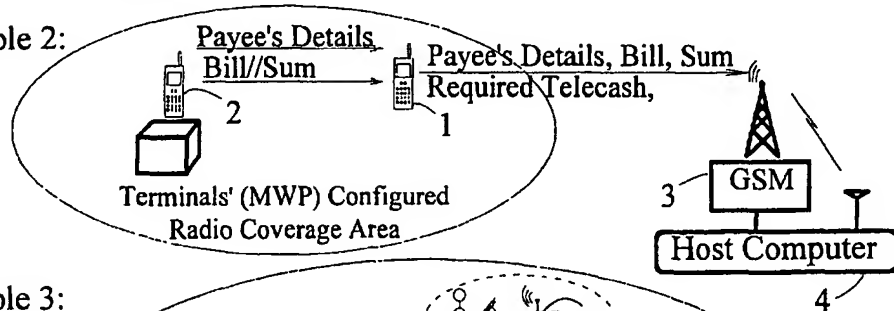 ple 2:
Payee's Details
Bill//Sum
Payee's Details, Bill, Sum
Required Telecash,
2
1
Terminals' (MWP) Configured
Radio Coverage Area
3
GSM
Host Computer
4
ple 3: